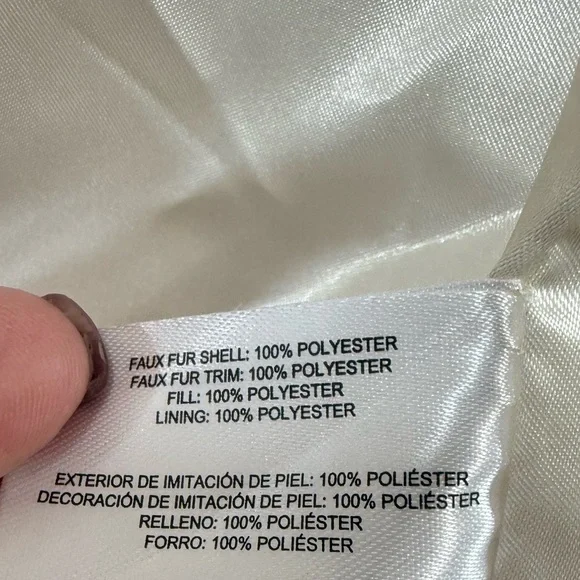 FAUX FUR SHELL: 100% POLYESTER
FAUX FUR TRIM: 100% POLYESTER
FILL: 100% POLYESTER
LINING: 100% POLYESTER
EXTERIOR DE IMITACIÓN DE PIEL: 100% POLIÉSTER
DECORACIÓN DE IMITACIÓN DE PIEL: 100% POLIÉSTER
RELLENO: 100% POLIÉSTER
FORRO: 100% POLIÉSTER